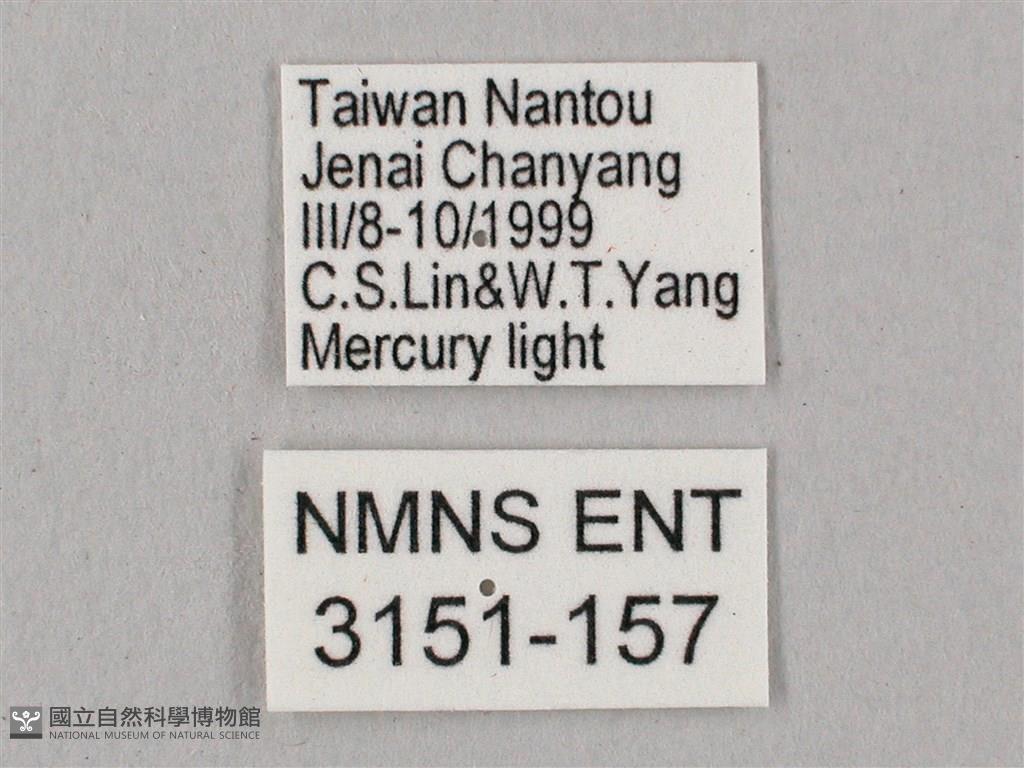 Taiwan Nantou
Jenai Chanyang
III/8-10/1999
C.S.Lin&W.T.Yang
Mercury light
NMNS ENT
3151-157
國立自然科學博物館
NATIONAL MUSEUM OF NATURAL SCIENCE